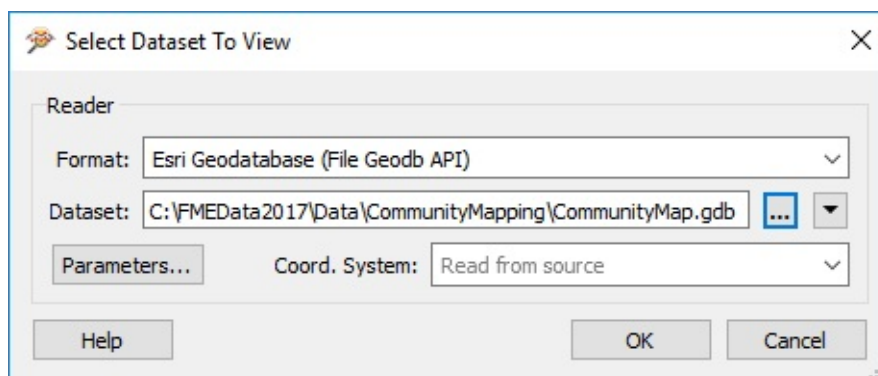 Select Dataset To View
Reader
Format: Esri Geodatabase (File Geodb API)
Dataset: C:\FMEData2017\Data\CommunityMapping\CommunityMap.gdb ...
Parameters... Coord. System: Read from source
Help OK Cancel